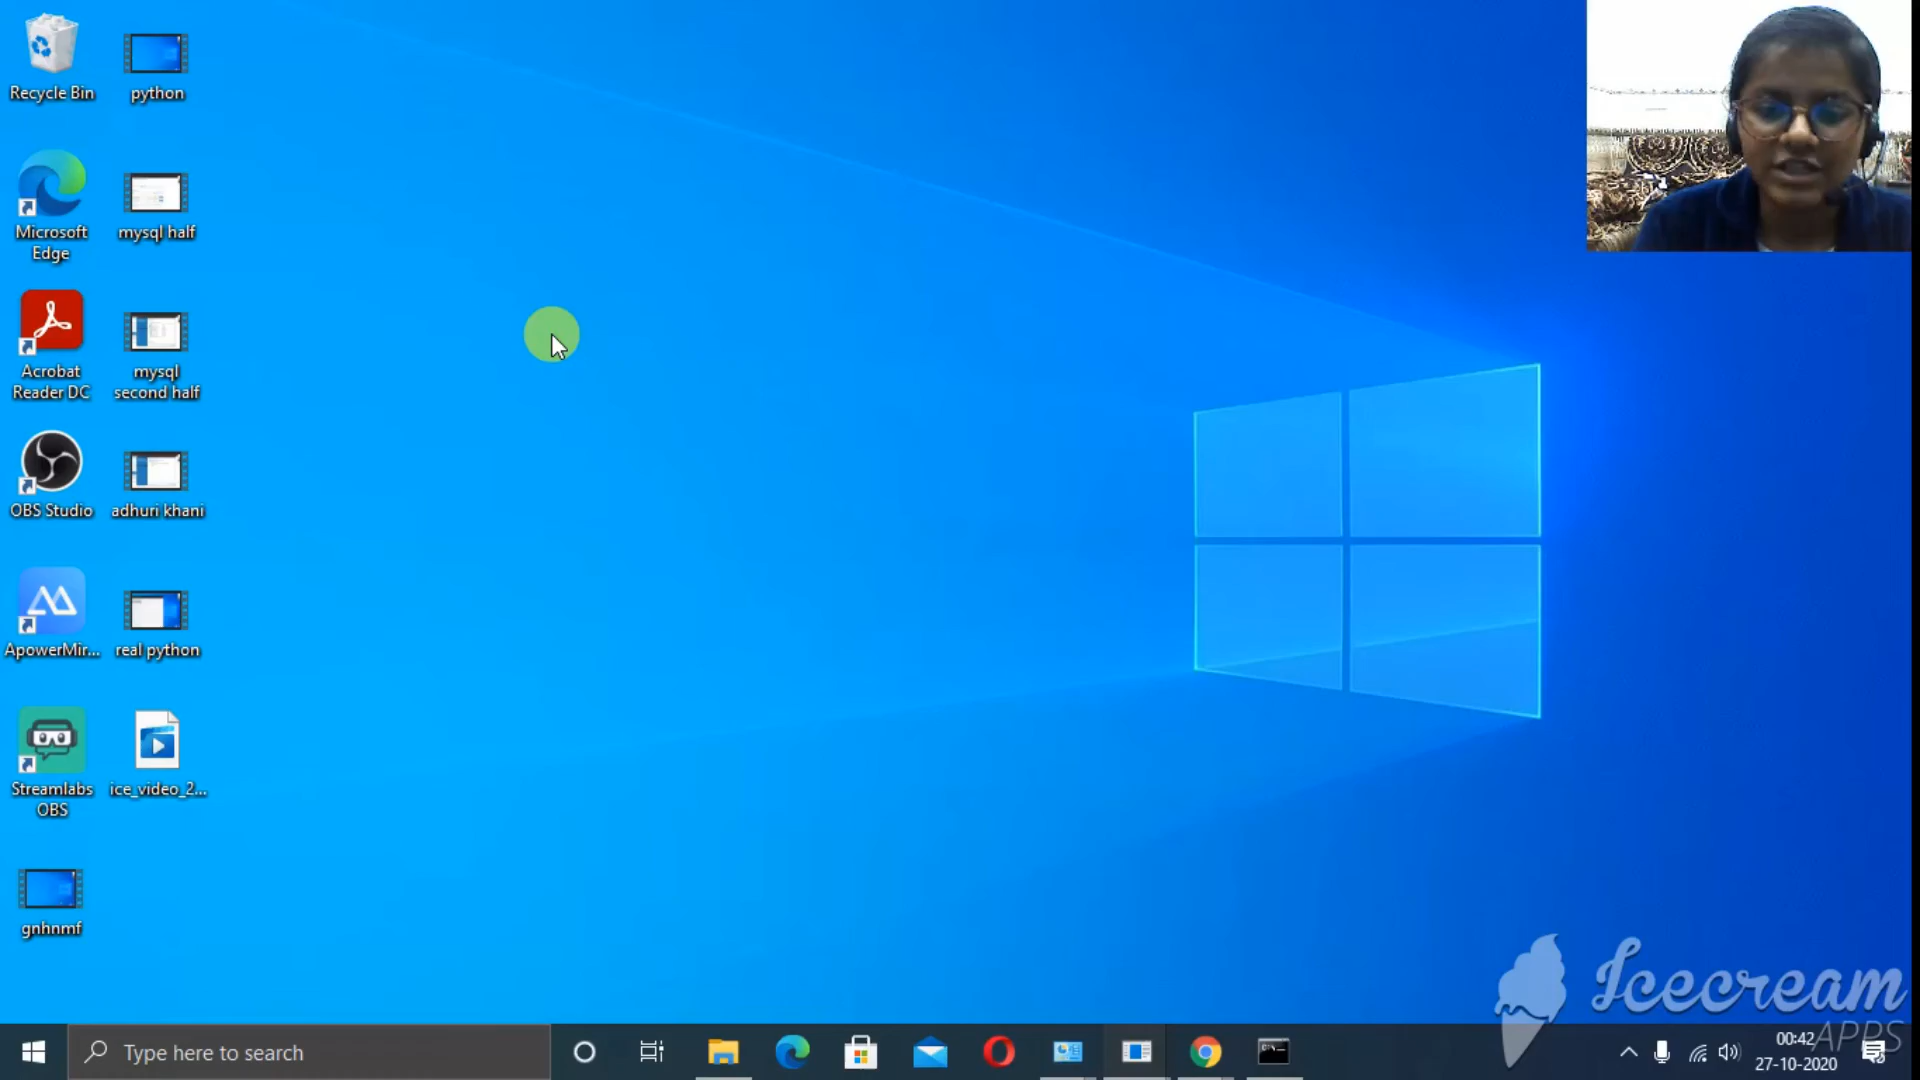 Recycle Bin
python
Microsoft
Edge
mysql half
Acrobat
Reader DC
mysql
second half
OBS Studio
adhuri khani
ApowerMir...
real python
Streamlabs
OBS
ice_video_2...
gnhnmf
Icecream
APPS
Type here to search
00:42
27-10-2020